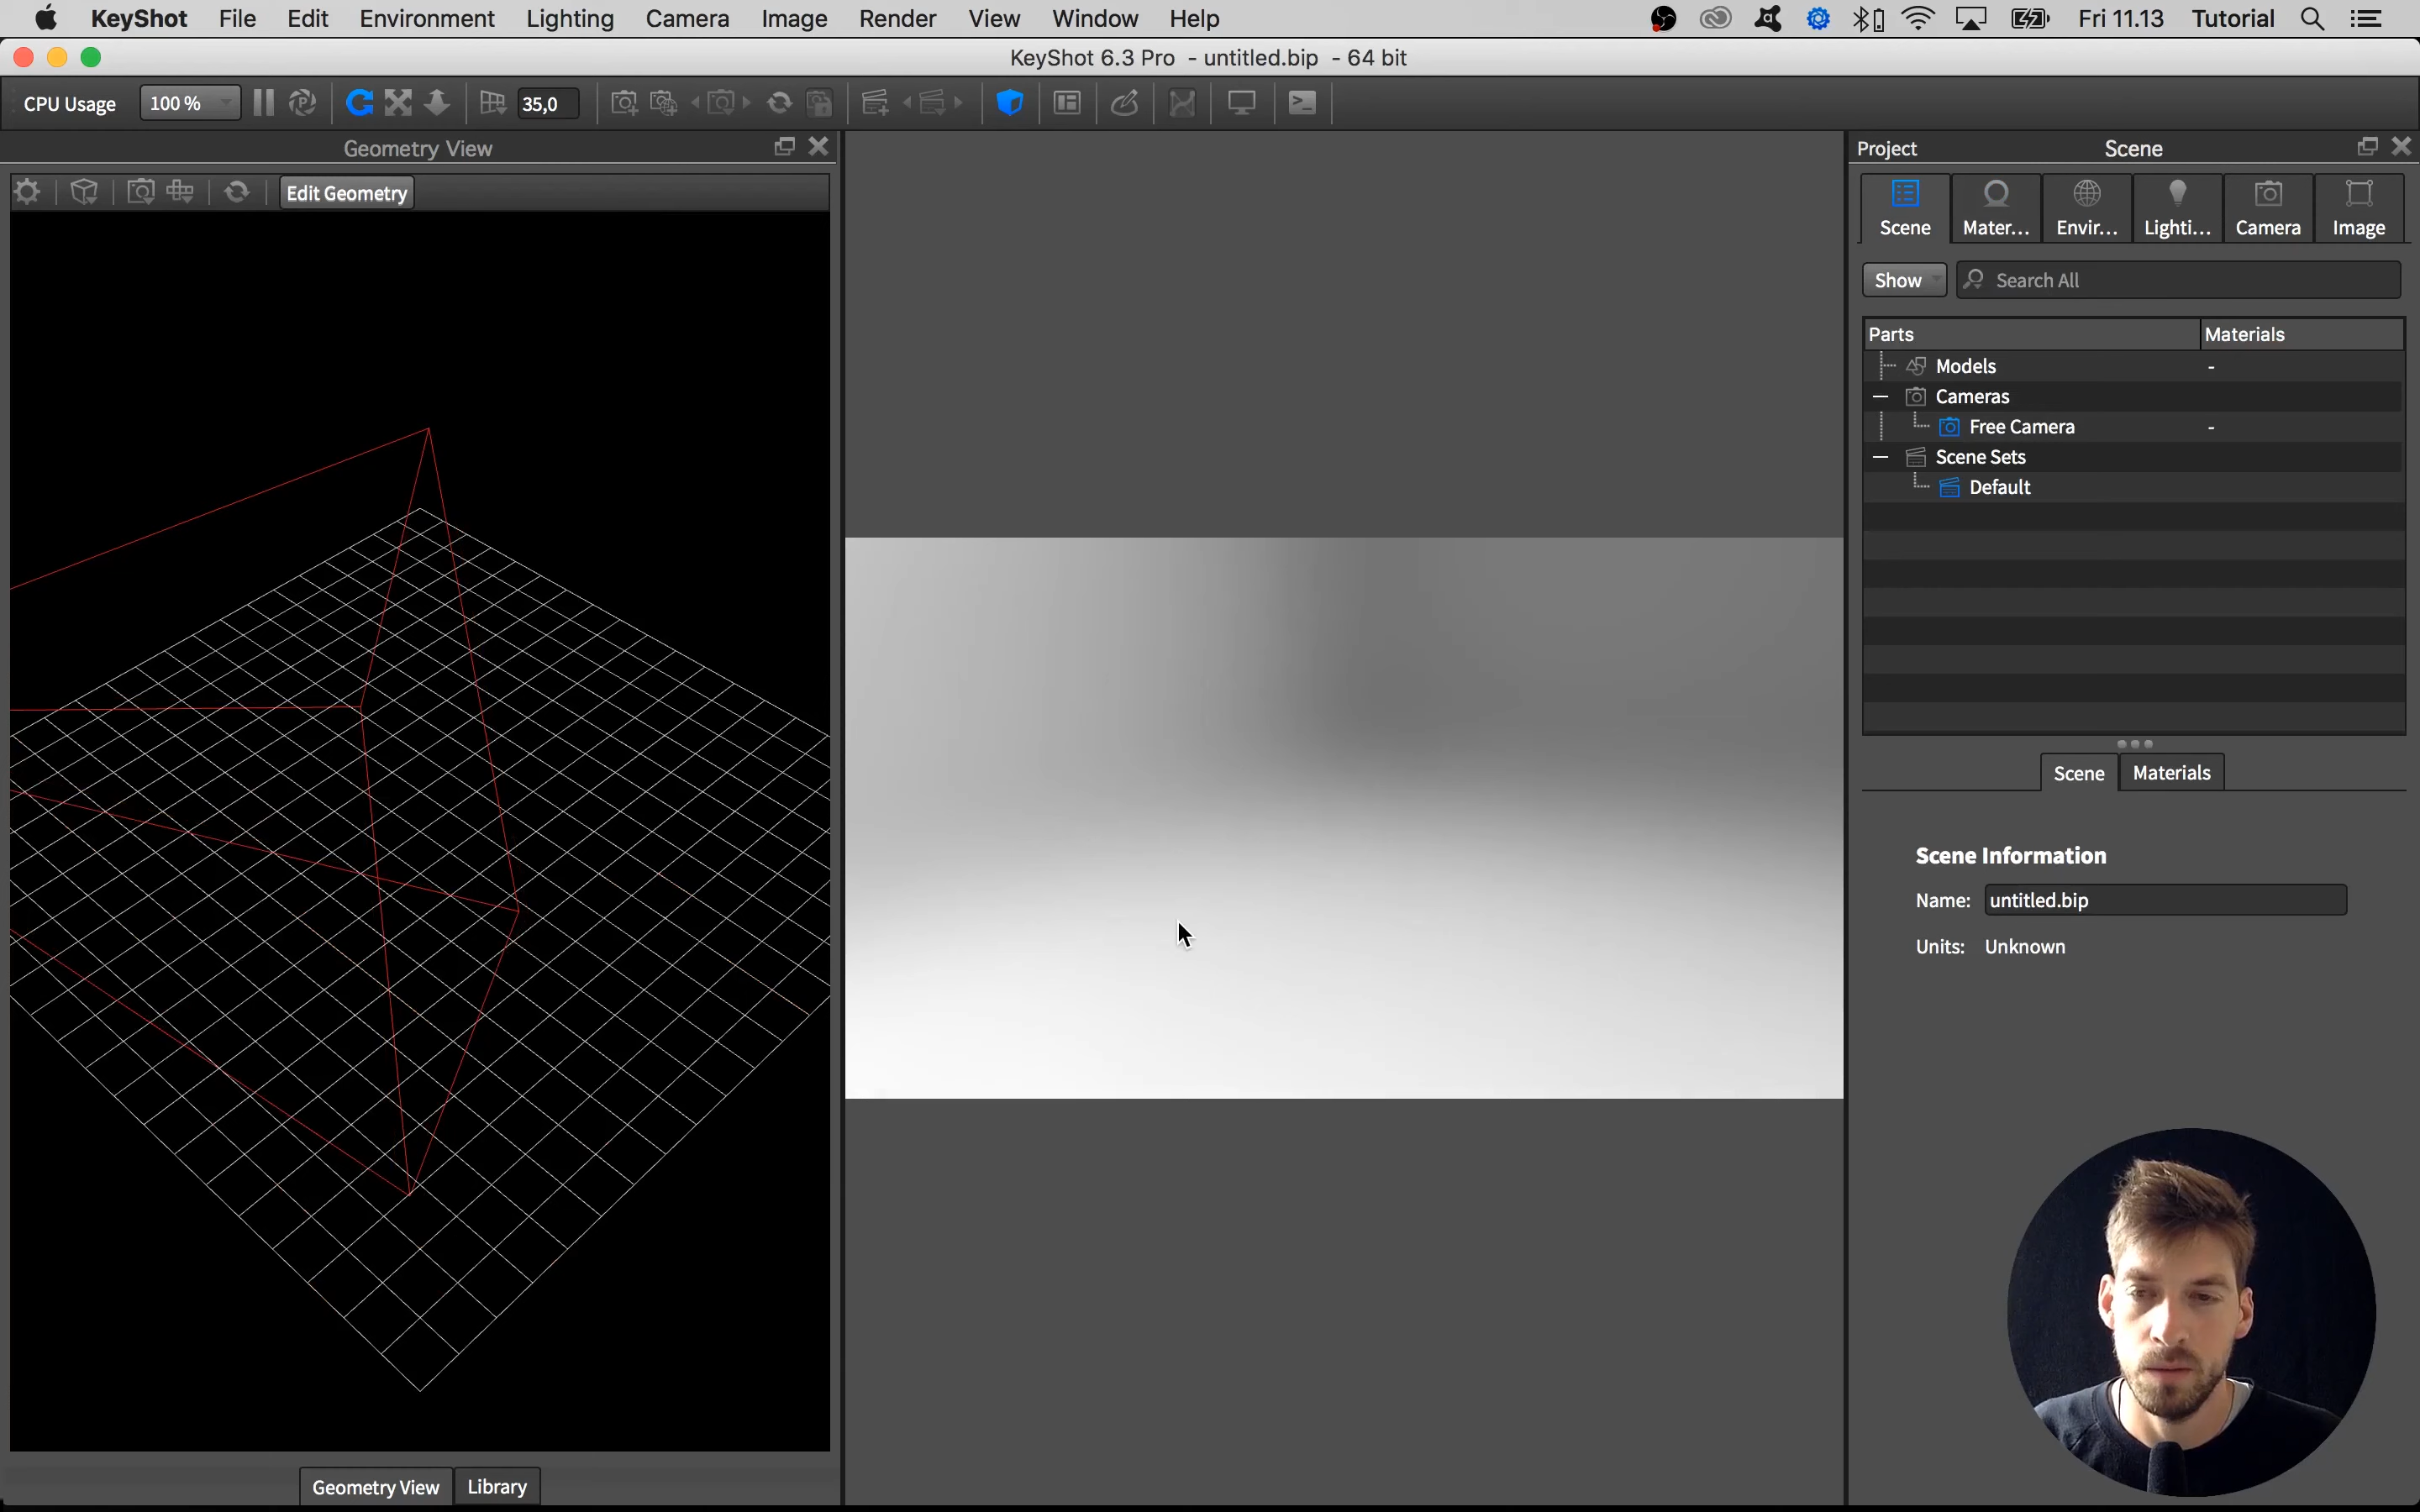 KeyShot File Edit Environment Lighting Camera Image Render View Window Help Fri 11.13 Tutorial
KeyShot 6.3 Pro - untitled.bip - 64 bit
CPU Usage 100 % 35,0
Geometry View
Edit Geometry
Project Scene
Scene Mater... Envir... Lighti... Camera Image
Show Search All
Parts Materials
Models -
Cameras
Free Camera -
Scene Sets
Default
Scene Materials
Scene Information
Name: untitled.bip
Units: Unknown
Geometry View Library